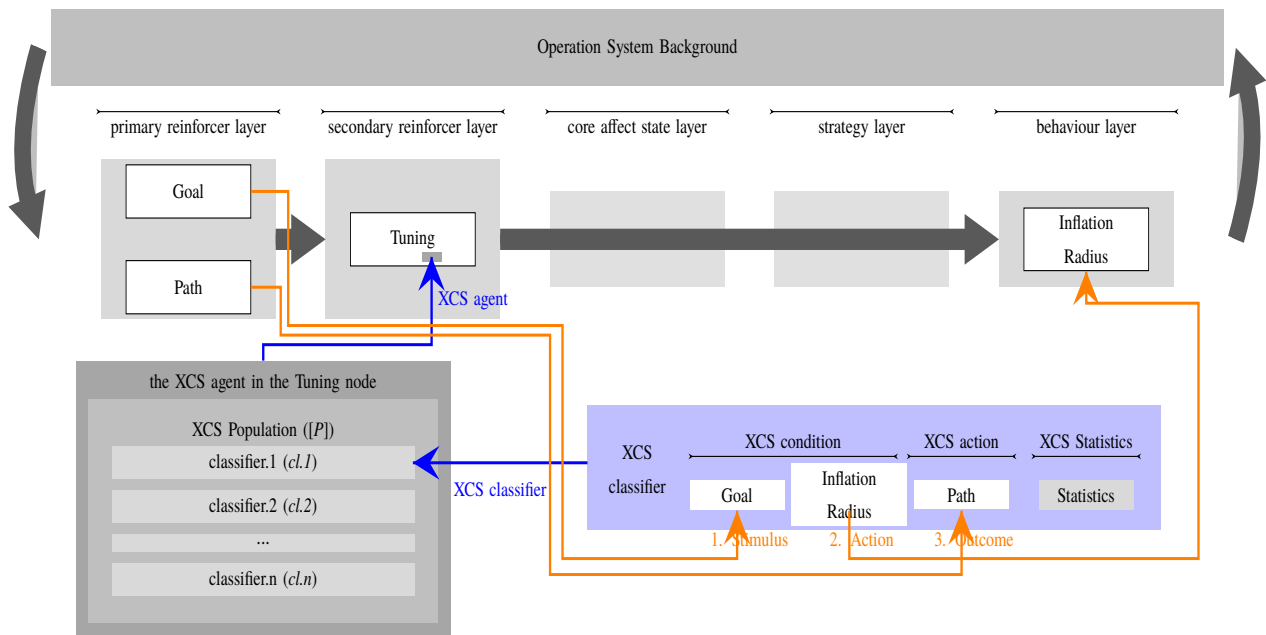 Operation System Background
primary reinforcer layer
secondary reinforcer layer
core affect state layer
strategy layer
behaviour layer
Goal
Path
Tuning
Inflation
Radius
XCS agent
the XCS agent in the Tuning node
XCS Population ([P])
classifier.1 (cl.1)
classifier.2 (cl.2)
...
classifier.n (cl.n)
XCS classifier
XCS
classifier
XCS condition
XCS action
XCS Statistics
Goal
Inflation
Radius
Path
Statistics
1. Stimulus
2. Action
3. Outcome